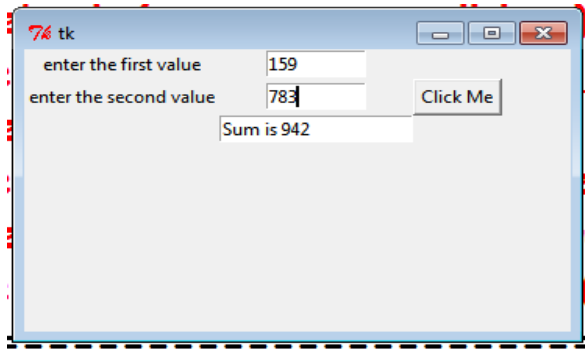 tk
enter the first value 159
enter the second value 783 Click Me
Sum is 942